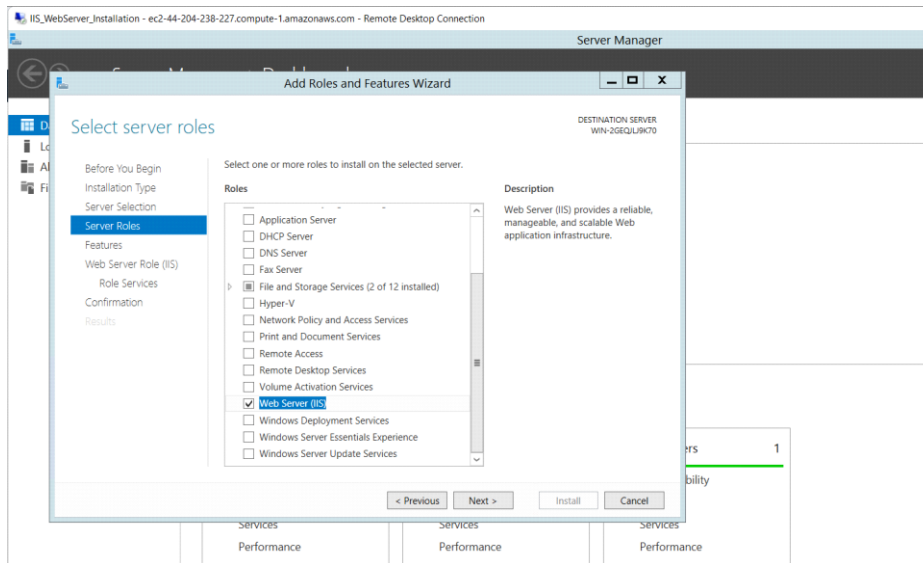 IIS_WebServer_Installation - ec2-44-204-238-227.compute-1.amazonaws.com - Remote Desktop Connection
Server Manager
Add Roles and Features Wizard
Select server roles
DESTINATION SERVER
WIN-2GEQJLJ9K70
Before You Begin
Installation Type
Server Selection
Server Roles
Features
Web Server Role (IIS)
Role Services
Confirmation
Results
Select one or more roles to install on the selected server.
Roles
Application Server
DHCP Server
DNS Server
Fax Server
File and Storage Services (2 of 12 installed)
Hyper-V
Network Policy and Access Services
Print and Document Services
Remote Access
Remote Desktop Services
Volume Activation Services
Web Server (IIS)
Windows Deployment Services
Windows Server Essentials Experience
Windows Server Update Services
Description
Web Server (IIS) provides a reliable,
manageable, and scalable Web
application infrastructure.
< Previous
Next >
Install
Cancel
1
Services
Services
Services
Performance
Performance
Performance